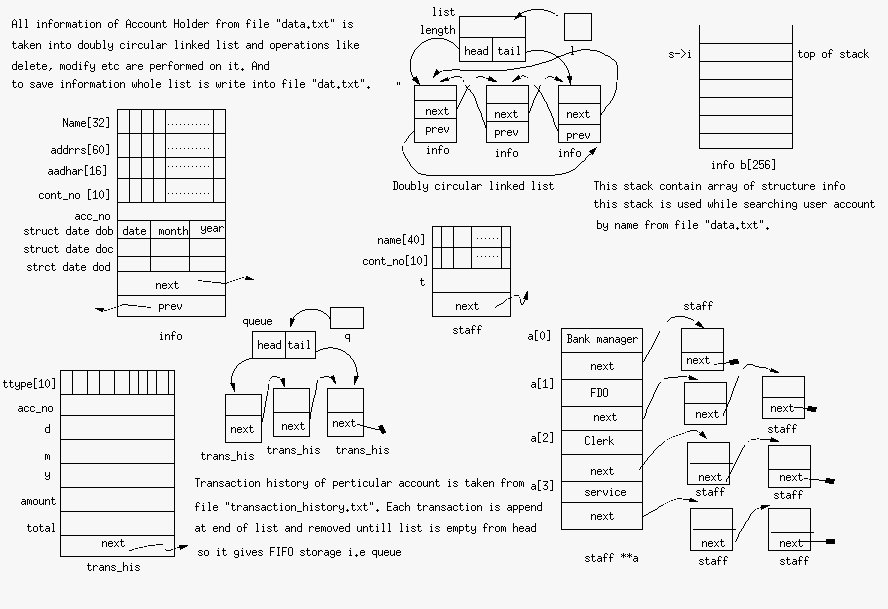 All information of Account Holder from file "data.txt" is
taken into doubly circular linked list and operations like
delete, modify etc are performed on it. And
to save information whole list is write into file "dat.txt".
"
list
length
head tail
l
next
prev
info
next
prev
info
next
prev
info
Doubly circular linked list
s->i
top of stack
info b[256]
This stack contain array of structure info
this stack is used while searching user account
by name from file "data.txt".
Name[32]
addrrs[60]
aadhar[16]
cont_no [10]
acc_no
struct date dob date month year
struct date doc
strct date dod
next
prev
info
name[40]
cont_no[10]
t
next
staff
queue
head tail
q
next
next
next
trans_his
trans_his
trans_his
ttype[10]
acc_no
d
m
y
amount
total
next
trans_his
Transaction history of perticular account is taken from
file "transaction_history.txt". Each transaction is append
at end of list and removed untill list is empty from head
so it gives FIFO storage i.e queue
a[0]
Bank manager
next
a[1]
FDO
next
a[2]
Clerk
next
a[3]
service
next
staff **a
staff
next
next
next
staff
next
staff
next
staff
next
staff
next
staff